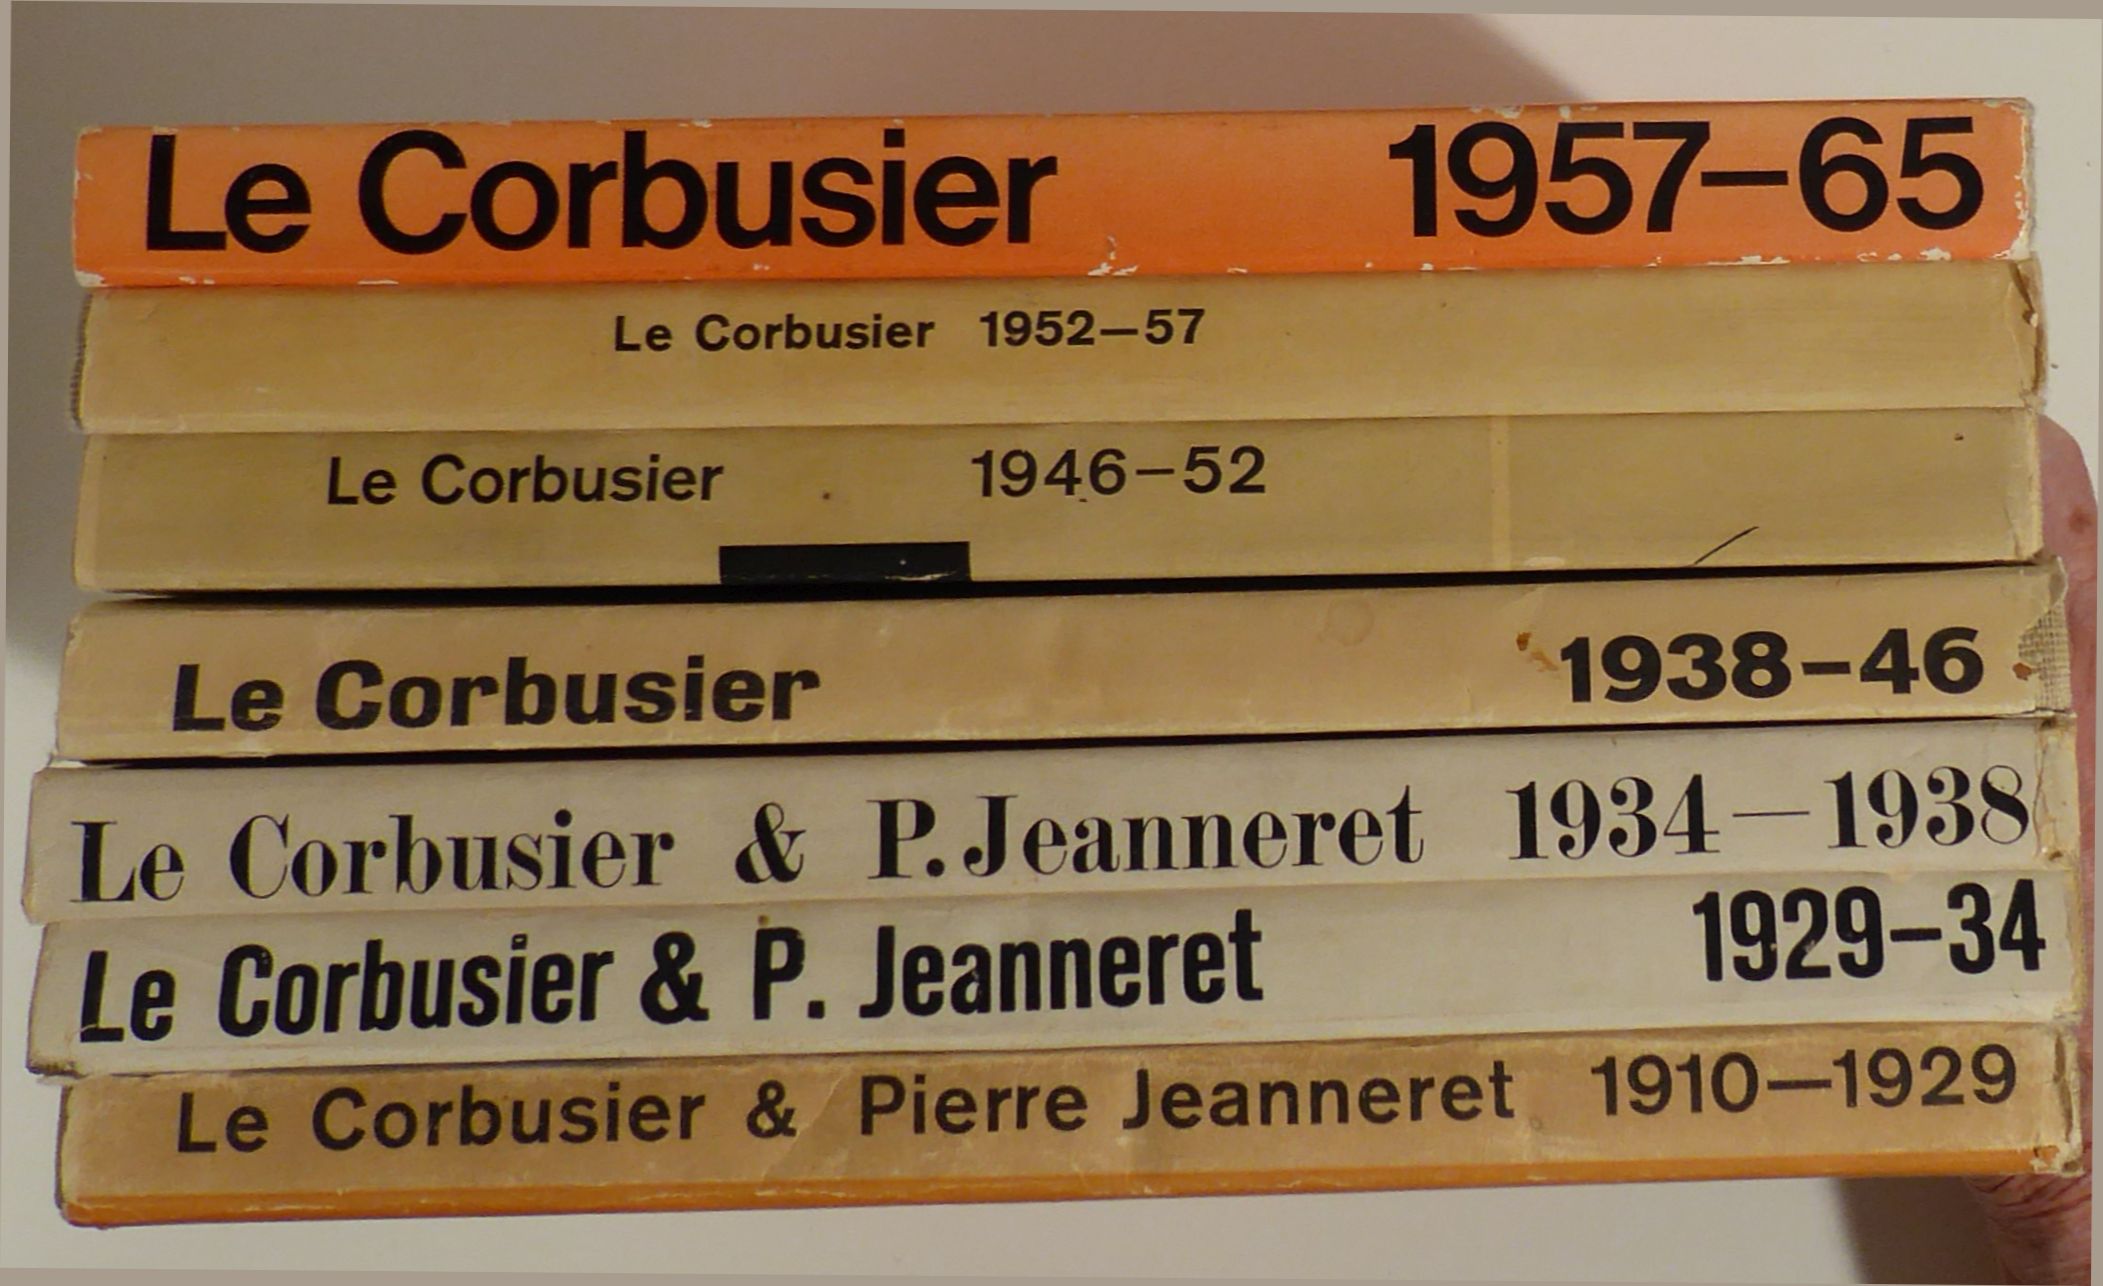 Le Corbusier 1957–65
Le Corbusier 1952–57
Le Corbusier 1946–52
Le Corbusier 1938–46
Le Corbusier & P. Jeanneret 1934–1938
Le Corbusier & P. Jeanneret 1929–34
Le Corbusier & Pierre Jeanneret 1910–1929